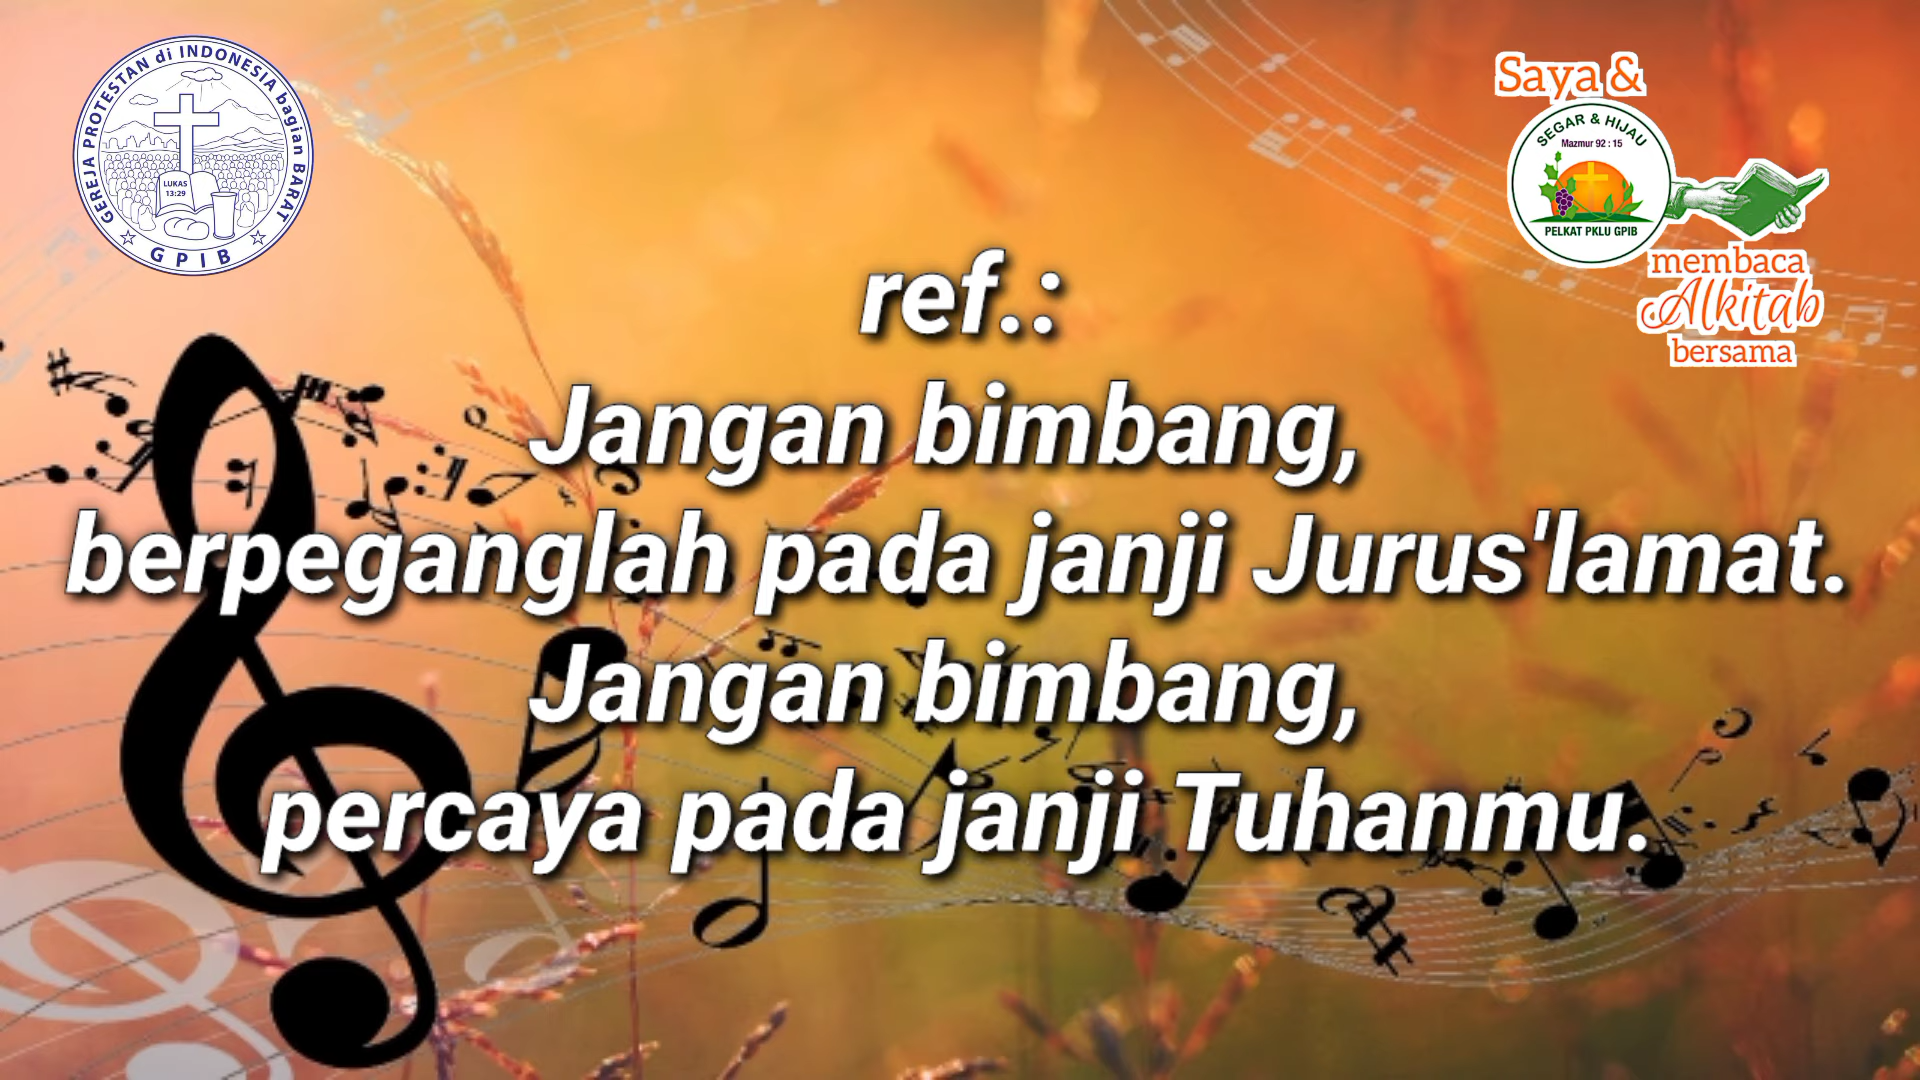 GEREJA PROTESTAN di INDONESIA bagian BARAT
LUKAS
13:29
GPIB
Saya &
SEGAR & HIJAU
Mazmur 92 : 15
PELKAT PKLU GPIB
membaca
Alkitab
bersama
ref.:
Jangan bimbang,
berpeganglah pada janji Jurus'lamat.
Jangan bimbang,
percaya pada janji Tuhanmu.